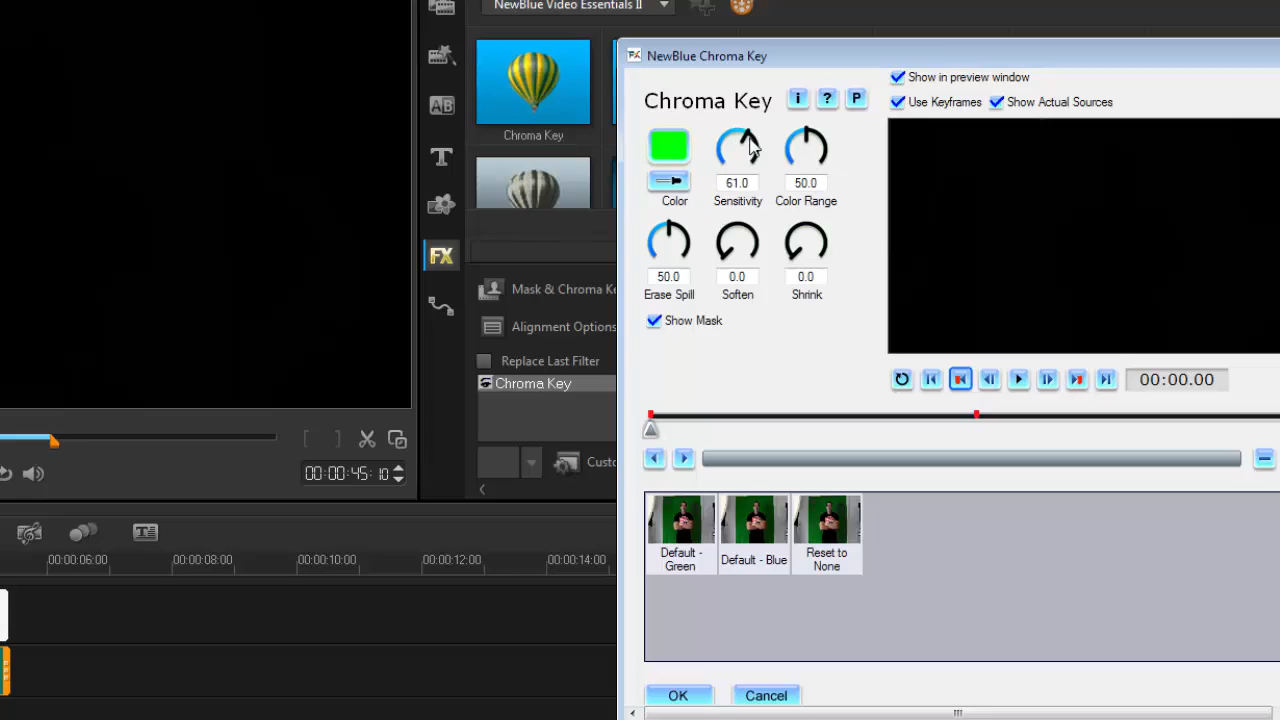 NewBlue Video Essentials II
Chroma Key
AB
T
FX
Mask & Chroma Ke
Alignment Options
Replace Last Filter
Chroma Key
Custo
00:00:45:10
00:00:06:00
00:00:08:00
00:00:10:00
00:00:12:00
00:00:14:00
FX
NewBlue Chroma Key
Chroma Key
i
?
P
Show in preview window
Use Keyframes
Show Actual Sources
61.0
50.0
Color
Sensitivity
Color Range
50.0
0.0
0.0
Erase Spill
Soften
Shrink
Show Mask
00:00.00
Default - Green
Default - Blue
Reset to None
OK
Cancel